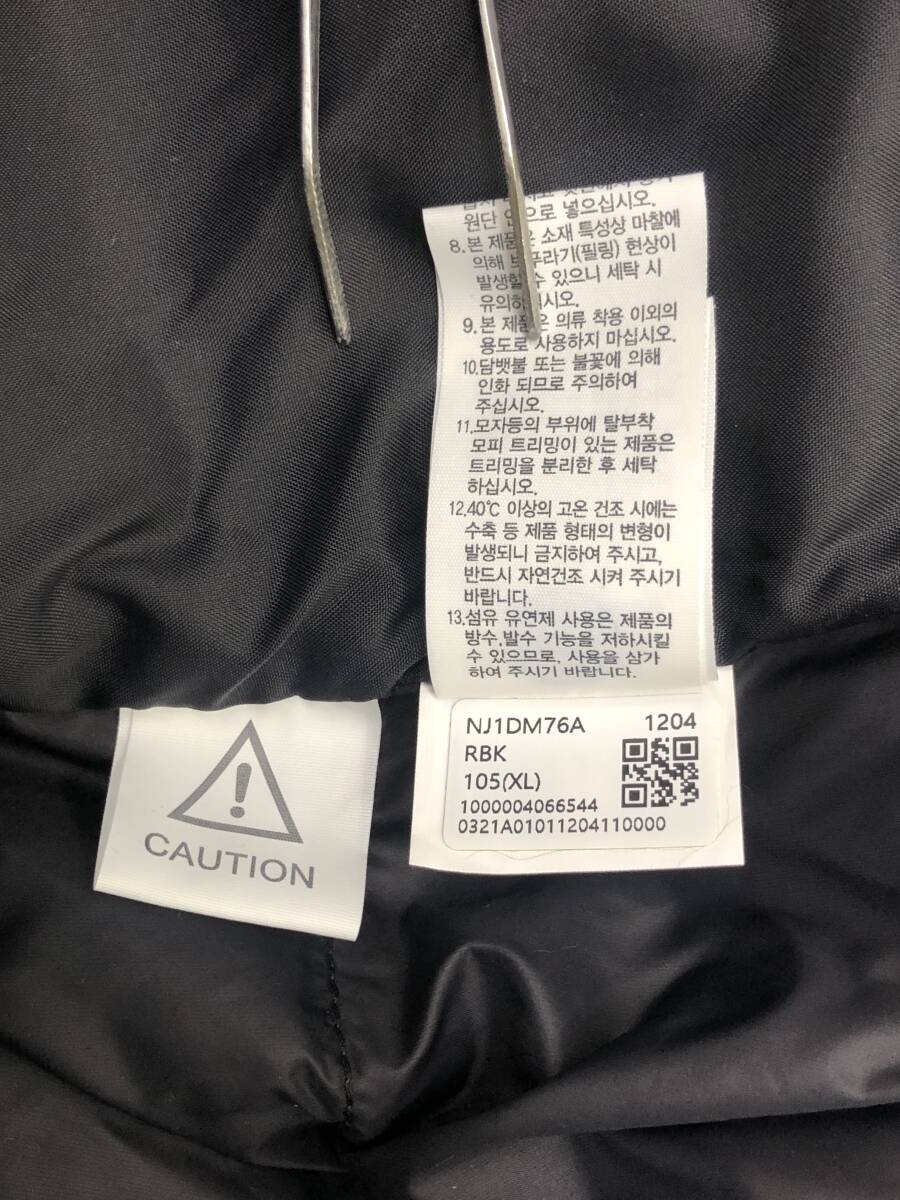 원단 안으로 넣으십시오.
8.본 제품은 소재 특성상 마찰에
의해 보푸라기(필링) 현상이
발생할 수 있으니 세탁 시
유의하십시오.
9.본 제품은 의류 착용 이외의
용도로 사용하지 마십시오.
10.담뱃불 또는 불꽃에 의해
인화 되므로 주의하여
주십시오.
11.모자등의 부위에 탈부착
모피 트리밍이 있는 제품은
트리밍을 분리한 후 세탁
하십시오.
12.40℃ 이상의 고온 건조 시에는
수축 등 제품 형태의 변형이
발생되니 금지하여 주시고,
반드시 자연건조 시켜 주시기
바랍니다.
13.섬유 유연제 사용은 제품의
방수,발수 기능을 저하시킬
수 있으므로, 사용을 삼가
하여 주시기 바랍니다.
CAUTION
NJ1DM76A 1204
RBK
105(XL)
1000004066544
0321A01011204110000